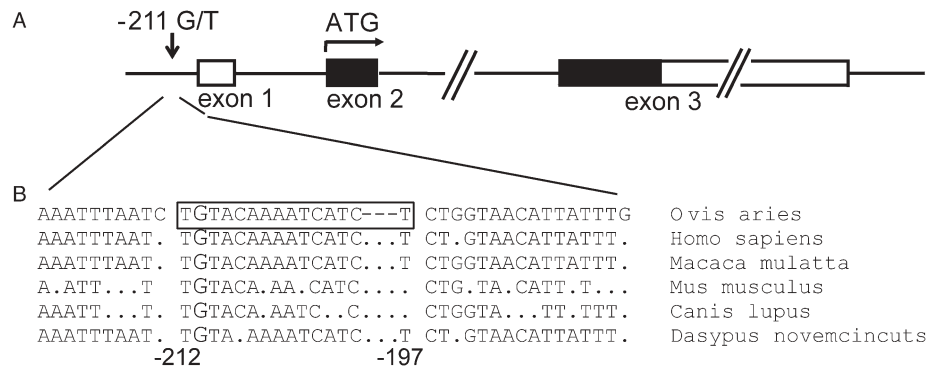 A
-211 G/T
ATG
exon 1
exon 2
exon 3
B
AAATTTAATC TGTACAAAATCATC---T CTGGTAACATTATTTG Ovis aries
AAATTTAAT. TGTACAAAATCATC...T CT.GTAACATTATTT. Homo sapiens
AAATTTAAT. TGTACAAAATCATC...T CTGGTAACATTATTT. Macaca mulatta
A.ATT...T TGTACA.AA.CATC.... CTG.TA.CATT.T... Mus musculus
AAATT...T. TGTACA.AATC..C.... CTGGTA...TT.TTT. Canis lupus
AAATTTAAT. TGTA.AAAATCATC...T CTGGTAACATTATTT. Dasypus novemcincuts
-212 -197